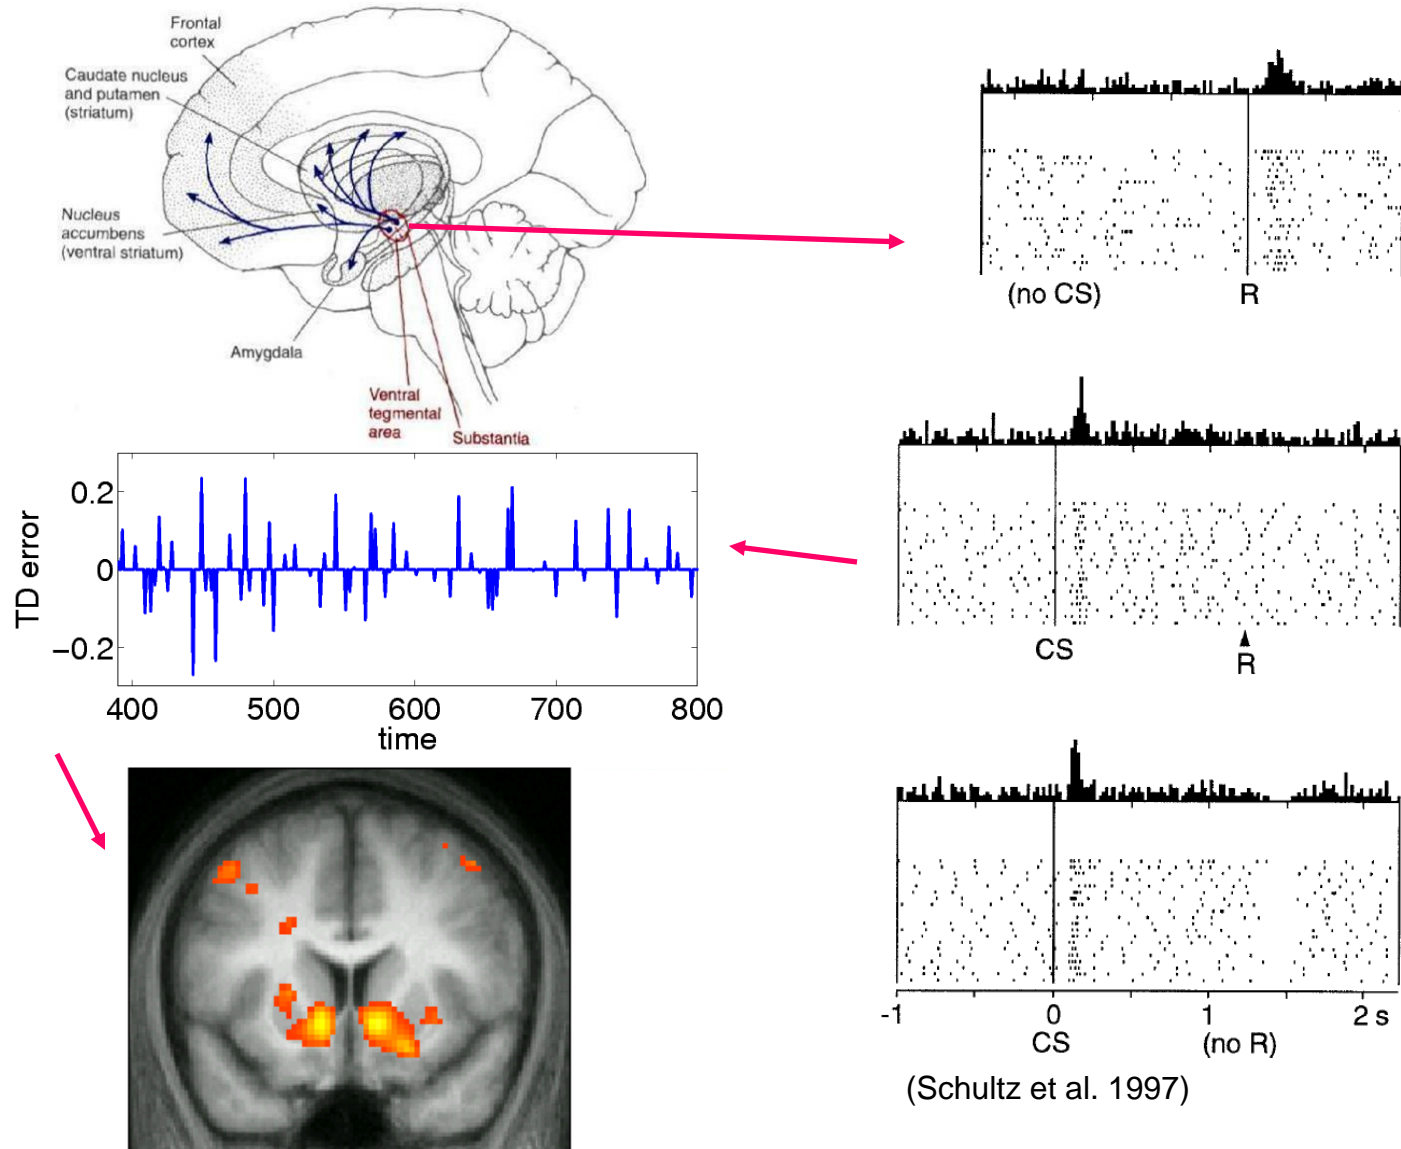 Frontal
cortex
Caudate nucleus
and putamen
(striatum)
Nucleus
accumbens
(ventral striatum)
Amygdala
Ventral
tegmental
area
Substantia
(no CS)
R
CS
R
TD error
0.2
0
−0.2
400
500
600
700
800
time
-1
0
1
2 s
CS
(no R)
(Schultz et al. 1997)